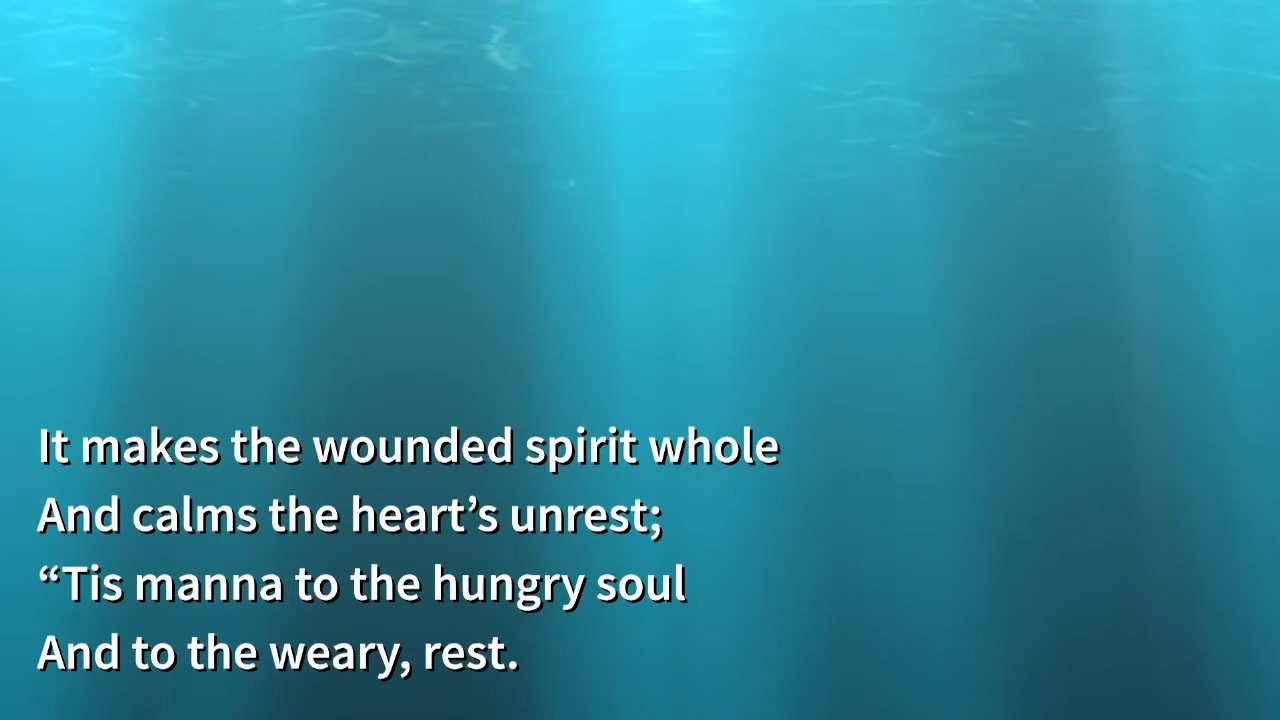 It makes the wounded spirit whole
And calms the heart’s unrest;
“Tis manna to the hungry soul
And to the weary, rest.